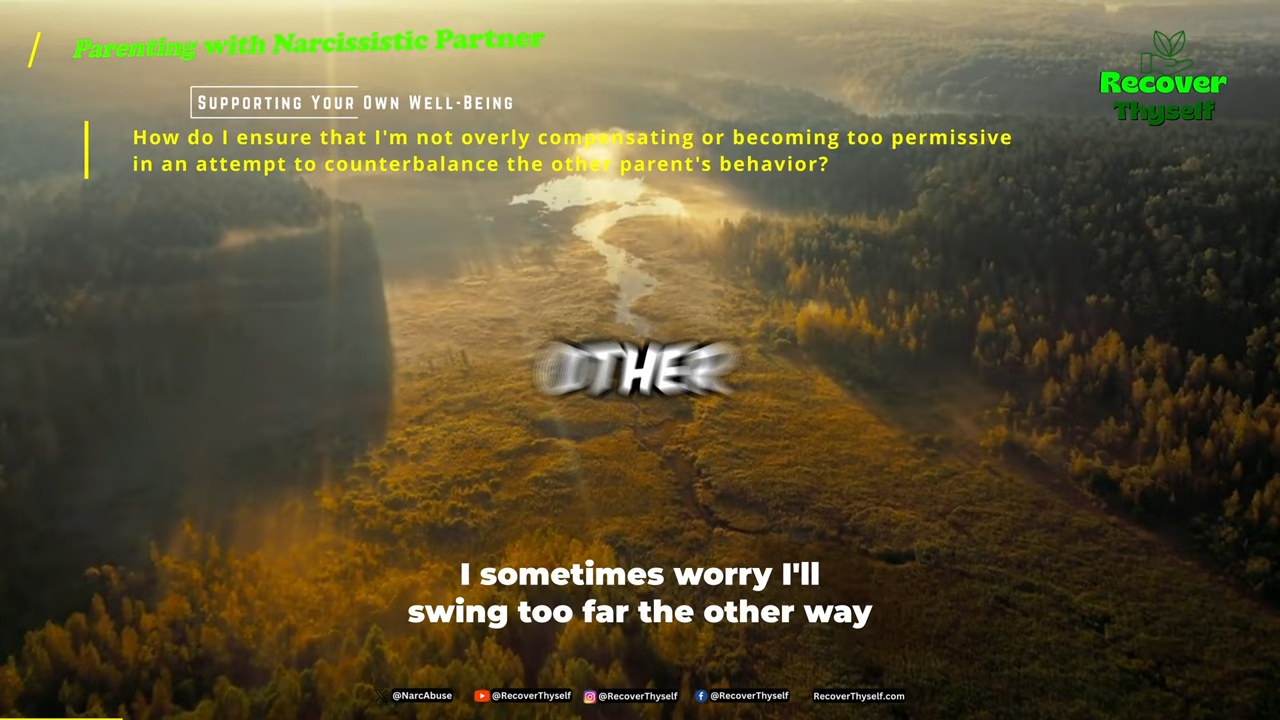 Parenting with Narcissistic Partner
Recover
Thyself
Supporting Your Own Well-Being
How do I ensure that I'm not overly compensating or becoming too permissive
in an attempt to counterbalance the other parent's behavior?
OTHER
I sometimes worry I'll
swing too far the other way
@NarcAbuse @RecoverThyself @RecoverThyself @RecoverThyself RecoverThyself.com